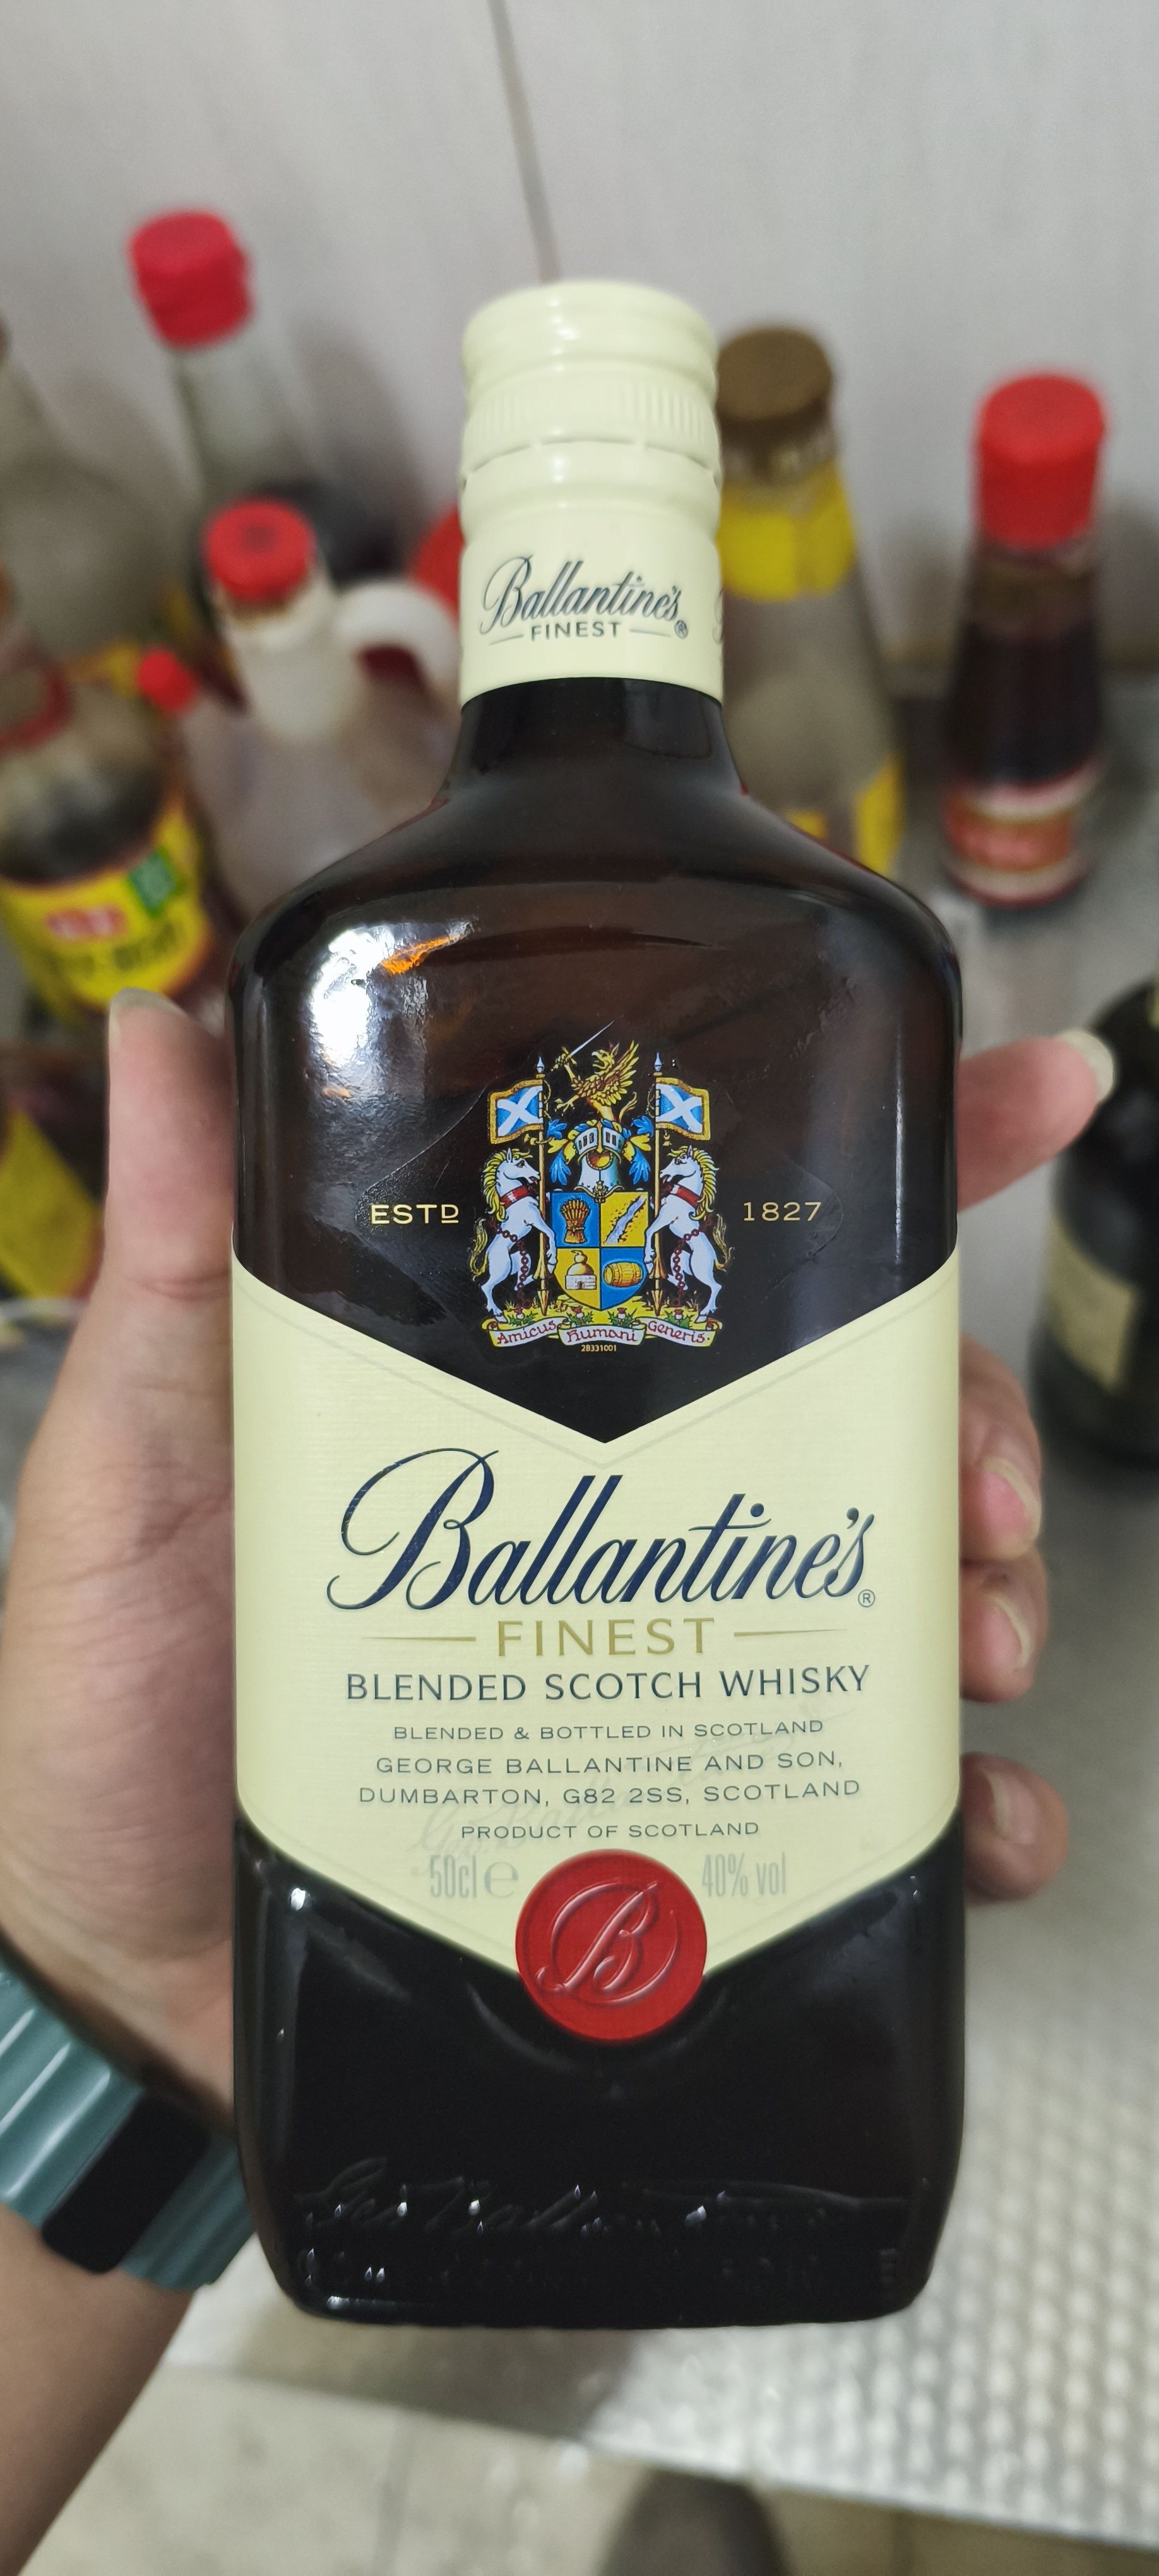 Ballantine's®
FINEST
ESTD 1827
Amicus Humani Generis
2B331001
Ballantine's®
FINEST
BLENDED SCOTCH WHISKY
BLENDED & BOTTLED IN SCOTLAND
GEORGE BALLANTINE AND SON,
DUMBARTON, G82 2SS, SCOTLAND
PRODUCT OF SCOTLAND
50cl ℮ 40% vol
B